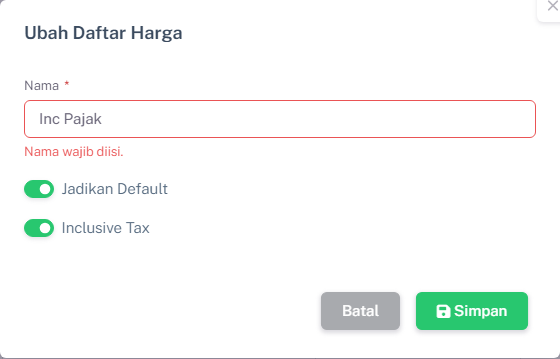 Ubah Daftar Harga
Nama *
Inc Pajak
Nama wajib diisi.
Jadikan Default
Inclusive Tax
Batal
Simpan